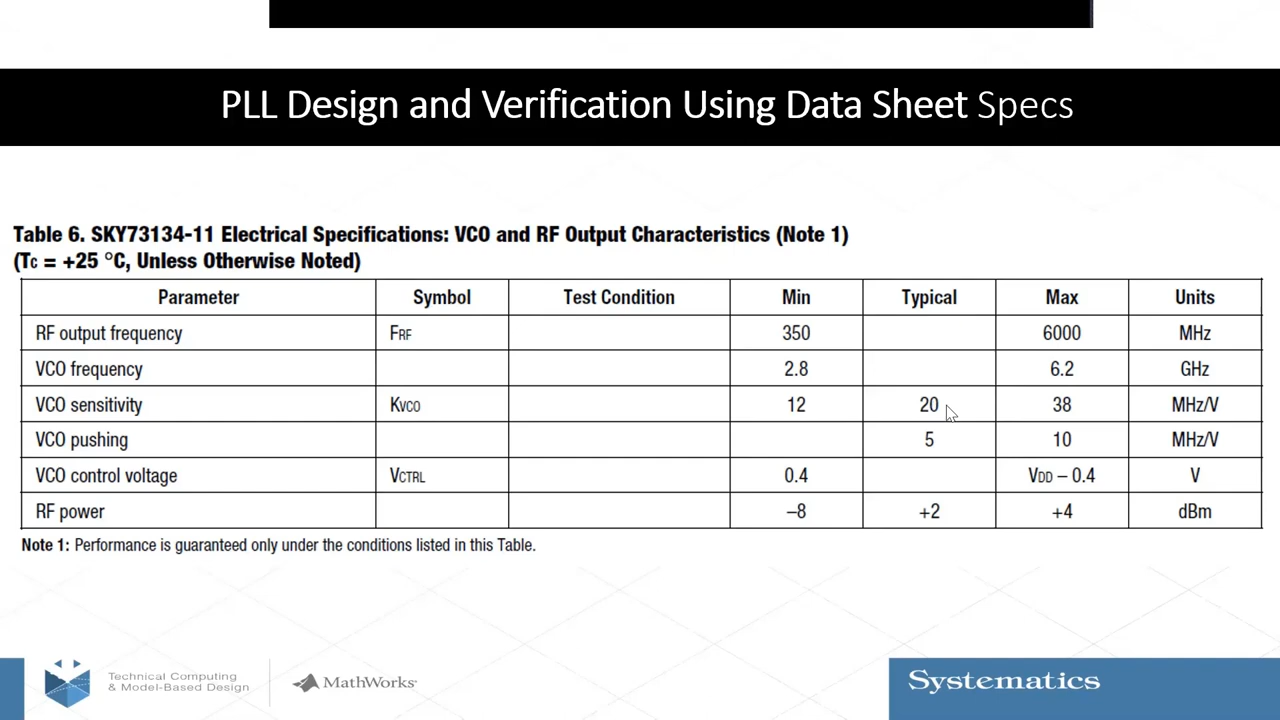 PLL Design and Verification Using Data Sheet Specs
Table 6. SKY73134-11 Electrical Specifications: VCO and RF Output Characteristics (Note 1)
(Tc = +25 °C, Unless Otherwise Noted)
Parameter Symbol Test Condition Min Typical Max Units
RF output frequency FRF 350 6000 MHz
VCO frequency 2.8 6.2 GHz
VCO sensitivity KVCO 12 20 38 MHz/V
VCO pushing 5 10 MHz/V
VCO control voltage VCTRL 0.4 VDD – 0.4 V
RF power –8 +2 +4 dBm
Note 1: Performance is guaranteed only under the conditions listed in this Table.
Technical Computing
& Model-Based Design
MathWorks
Systematics